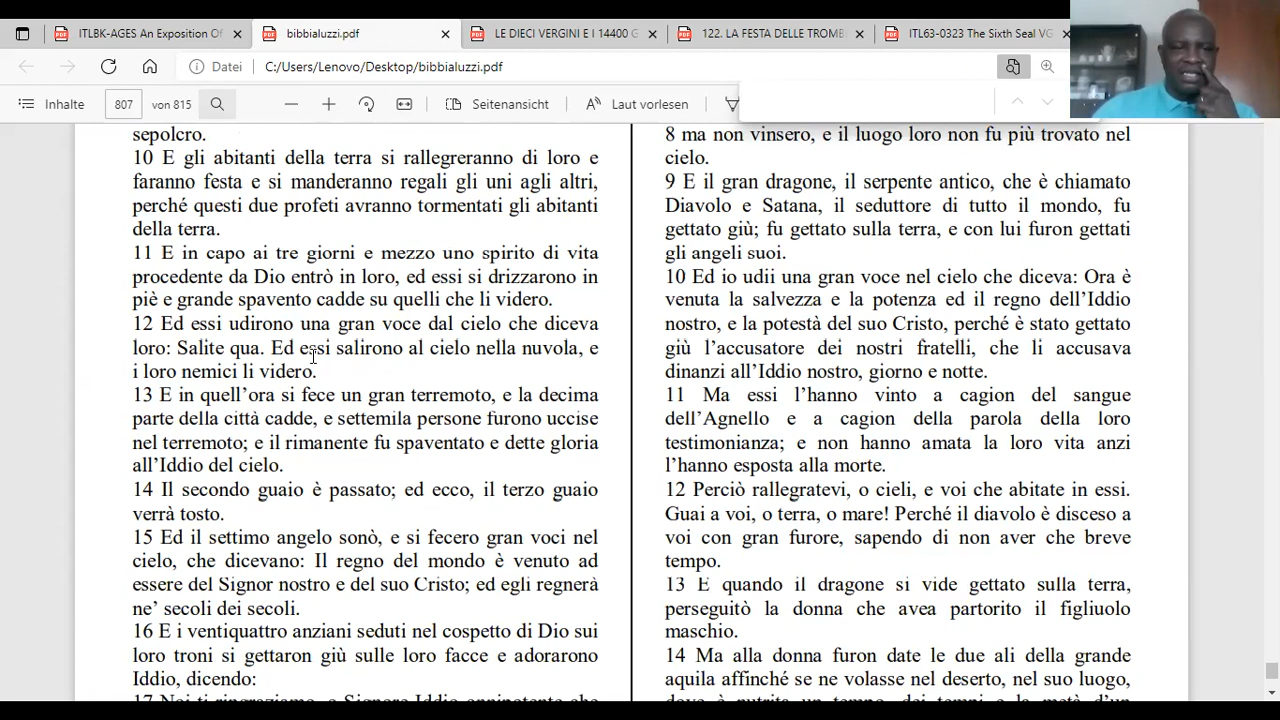 ITLBK-AGES An Exposition Of
bibbialuzzi.pdf
LE DIECI VERGINI E I 14400 G
122. LA FESTA DELLE TROMB
ITL63-0323 The Sixth Seal VG
Datei
C:/Users/Lenovo/Desktop/bibbialuzzi.pdf
Inhalte
807
von 815
Seitenansicht
Laut vorlesen
sepolcro.
10 E gli abitanti della terra si rallegreranno di loro e
faranno festa e si manderanno regali gli uni agli altri,
perché questi due profeti avranno tormentati gli abitanti
della terra.
11 E in capo ai tre giorni e mezzo uno spirito di vita
procedente da Dio entrò in loro, ed essi si drizzarono in
piè e grande spavento cadde su quelli che li videro.
12 Ed essi udirono una gran voce dal cielo che diceva
loro: Salite qua. Ed essi salirono al cielo nella nuvola, e
i loro nemici li videro.
13 E in quell’ora si fece un gran terremoto, e la decima
parte della città cadde, e settemila persone furono uccise
nel terremoto; e il rimanente fu spaventato e dette gloria
all’Iddio del cielo.
14 Il secondo guaio è passato; ed ecco, il terzo guaio
verrà tosto.
15 Ed il settimo angelo sonò, e si fecero gran voci nel
cielo, che dicevano: Il regno del mondo è venuto ad
essere del Signor nostro e del suo Cristo; ed egli regnerà
ne’ secoli dei secoli.
16 E i ventiquattro anziani seduti nel cospetto di Dio sui
loro troni si gettaron giù sulle loro facce e adorarono
Iddio, dicendo:
17 Noi ti ringraziamo, o Signore Iddio onnipotente che
8 ma non vinsero, e il luogo loro non fu più trovato nel
cielo.
9 E il gran dragone, il serpente antico, che è chiamato
Diavolo e Satana, il seduttore di tutto il mondo, fu
gettato giù; fu gettato sulla terra, e con lui furon gettati
gli angeli suoi.
10 Ed io udii una gran voce nel cielo che diceva: Ora è
venuta la salvezza e la potenza ed il regno dell’Iddio
nostro, e la potestà del suo Cristo, perché è stato gettato
giù l’accusatore dei nostri fratelli, che li accusava
dinanzi all’Iddio nostro, giorno e notte.
11 Ma essi l’hanno vinto a cagion del sangue
dell’Agnello e a cagion della parola della loro
testimonianza; e non hanno amata la loro vita anzi
l’hanno esposta alla morte.
12 Perciò rallegratevi, o cieli, e voi che abitate in essi.
Guai a voi, o terra, o mare! Perché il diavolo è disceso a
voi con gran furore, sapendo di non aver che breve
tempo.
13 E quando il dragone si vide gettato sulla terra,
perseguitò la donna che avea partorito il figliuolo
maschio.
14 Ma alla donna furon date le due ali della grande
aquila affinché se ne volasse nel deserto, nel suo luogo,
dove è nutrita un tempo, dei tempi e la metà d’un